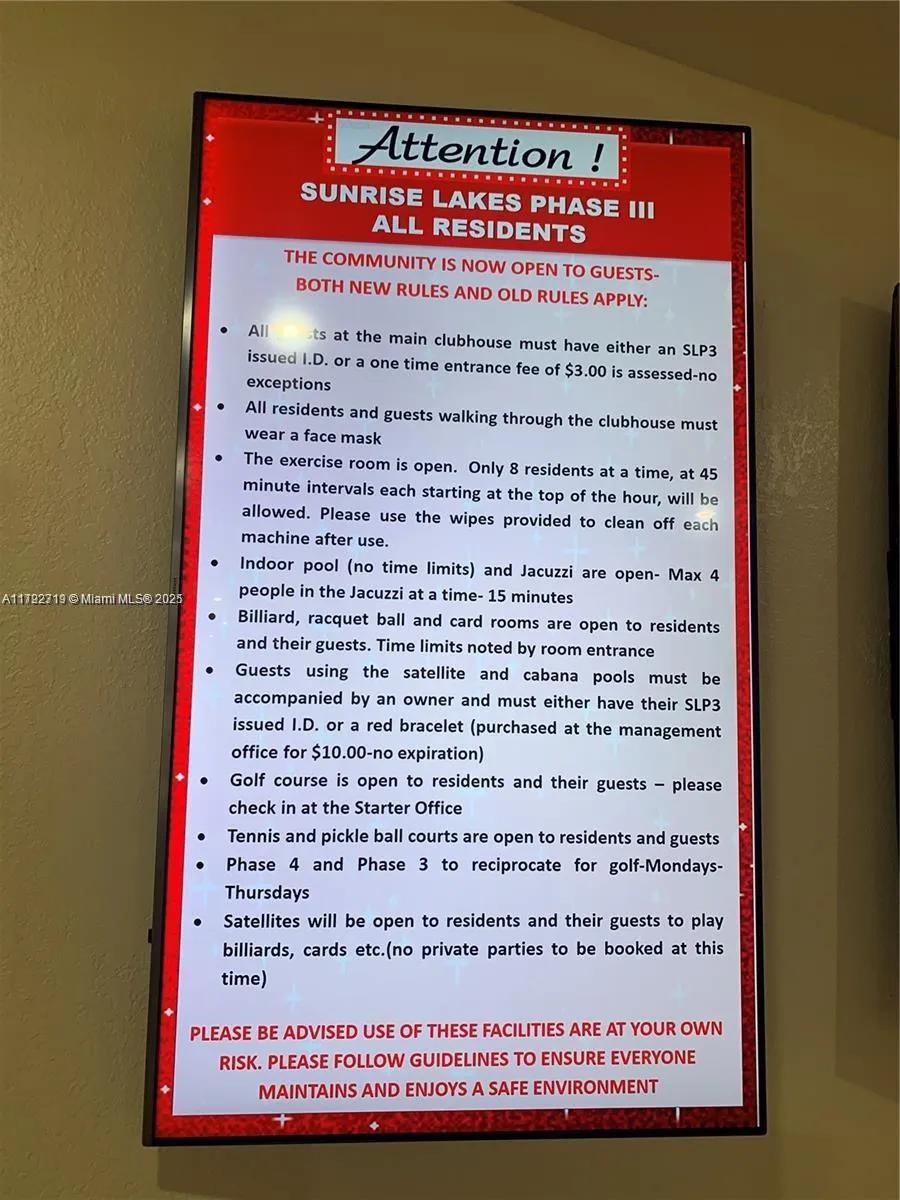 Attention !
SUNRISE LAKES PHASE III
ALL RESIDENTS
THE COMMUNITY IS NOW OPEN TO GUESTS-
BOTH NEW RULES AND OLD RULES APPLY:
• All at the main clubhouse must have either an SLP3
issued I.D. or a one time entrance fee of $3.00 is assessed-no
exceptions
• All residents and guests walking through the clubhouse must
wear a face mask
• The exercise room is open. Only 8 residents at a time, at 45
minute intervals each starting at the top of the hour, will be
allowed. Please use the wipes provided to clean off each
machine after use.
• Indoor pool (no time limits) and Jacuzzi are open- Max 4
people in the Jacuzzi at a time- 15 minutes
• Billiard, racquet ball and card rooms are open to residents
and their guests. Time limits noted by room entrance
• Guests using the satellite and cabana pools must be
accompanied by an owner and must either have their SLP3
issued I.D. or a red bracelet (purchased at the management
office for $10.00-no expiration)
• Golf course is open to residents and their guests – please
check in at the Starter Office
• Tennis and pickle ball courts are open to residents and guests
• Phase 4 and Phase 3 to reciprocate for golf-Mondays-
Thursdays
• Satellites will be open to residents and their guests to play
billiards, cards etc.(no private parties to be booked at this
time)
PLEASE BE ADVISED USE OF THESE FACILITIES ARE AT YOUR OWN
RISK. PLEASE FOLLOW GUIDELINES TO ENSURE EVERYONE
MAINTAINS AND ENJOYS A SAFE ENVIRONMENT
A11792719 © Miami MLS® 2025